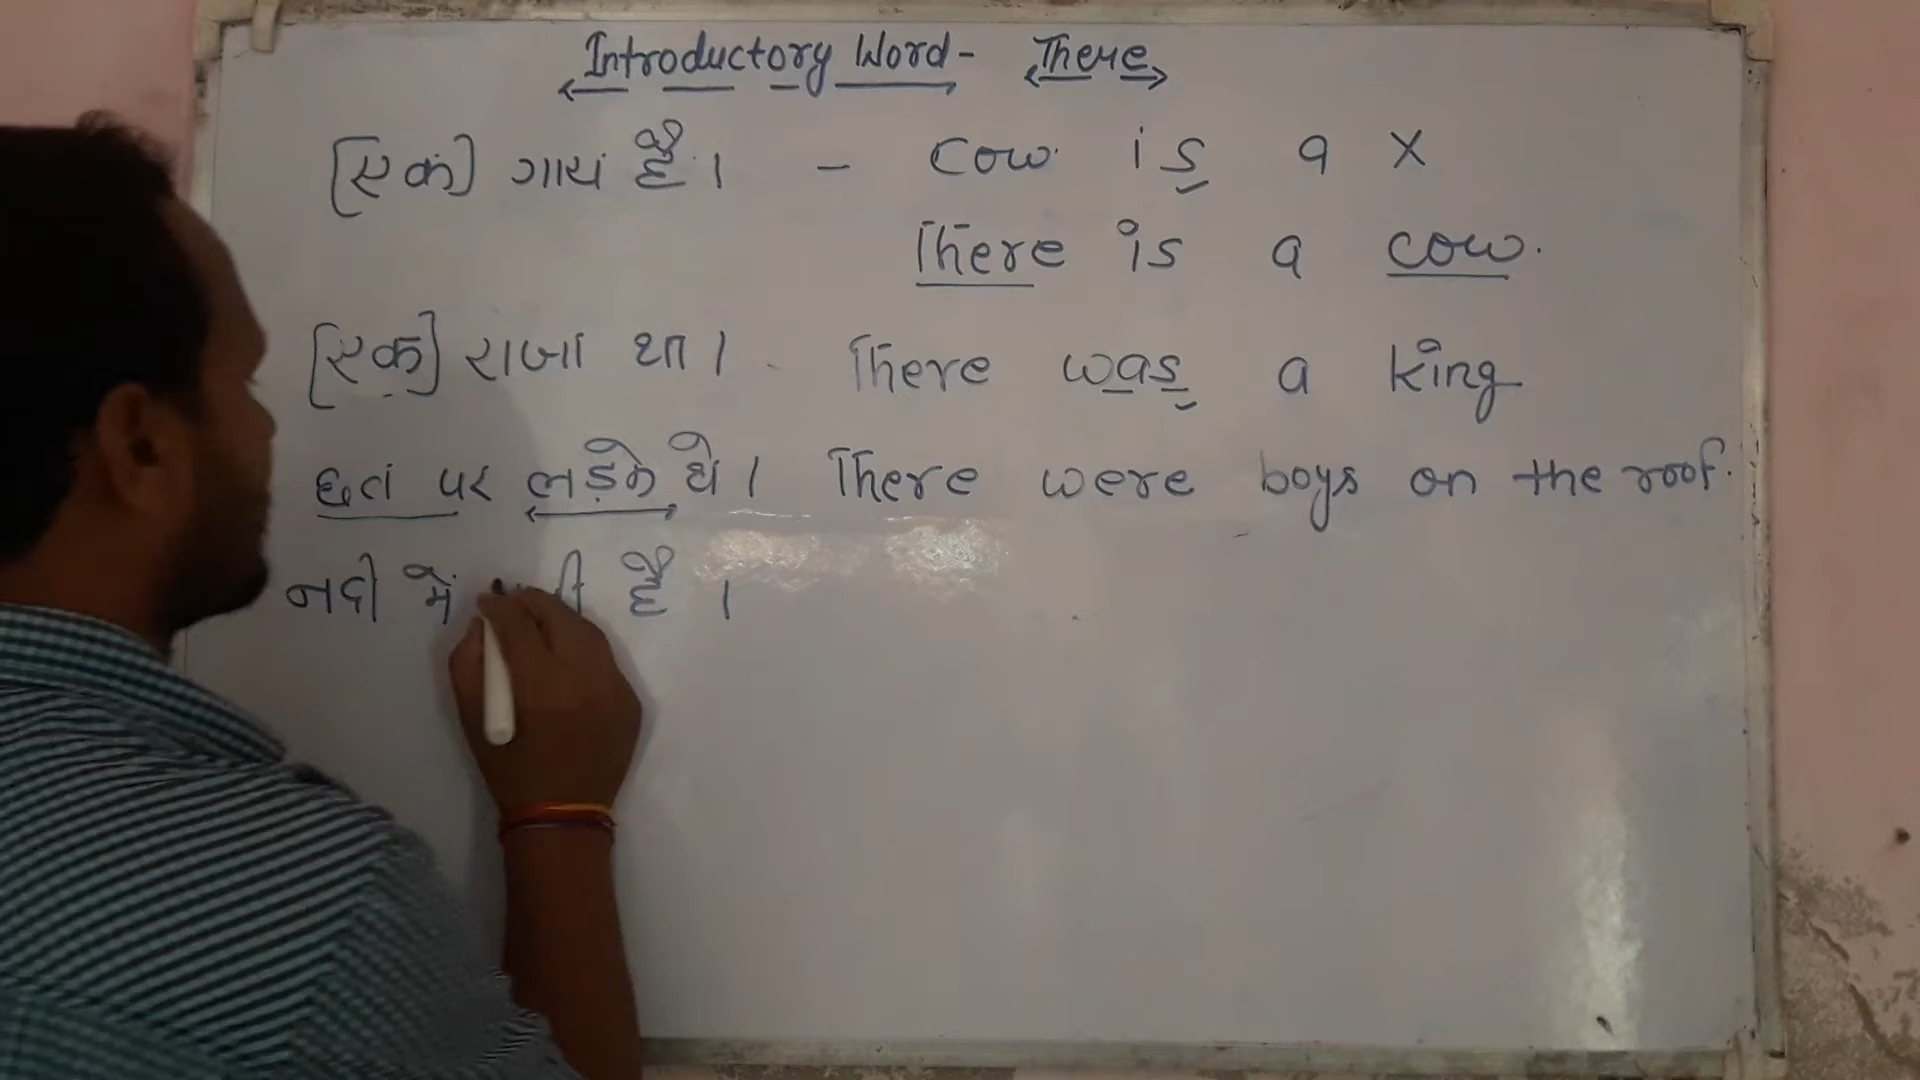 Introductory Word - There
[एक] गाय है । - Cow is a x
There is a cow.
[एक] राजा था । There was a king
छत पर लड़के थे । There were boys on the roof.
नदी में है ।